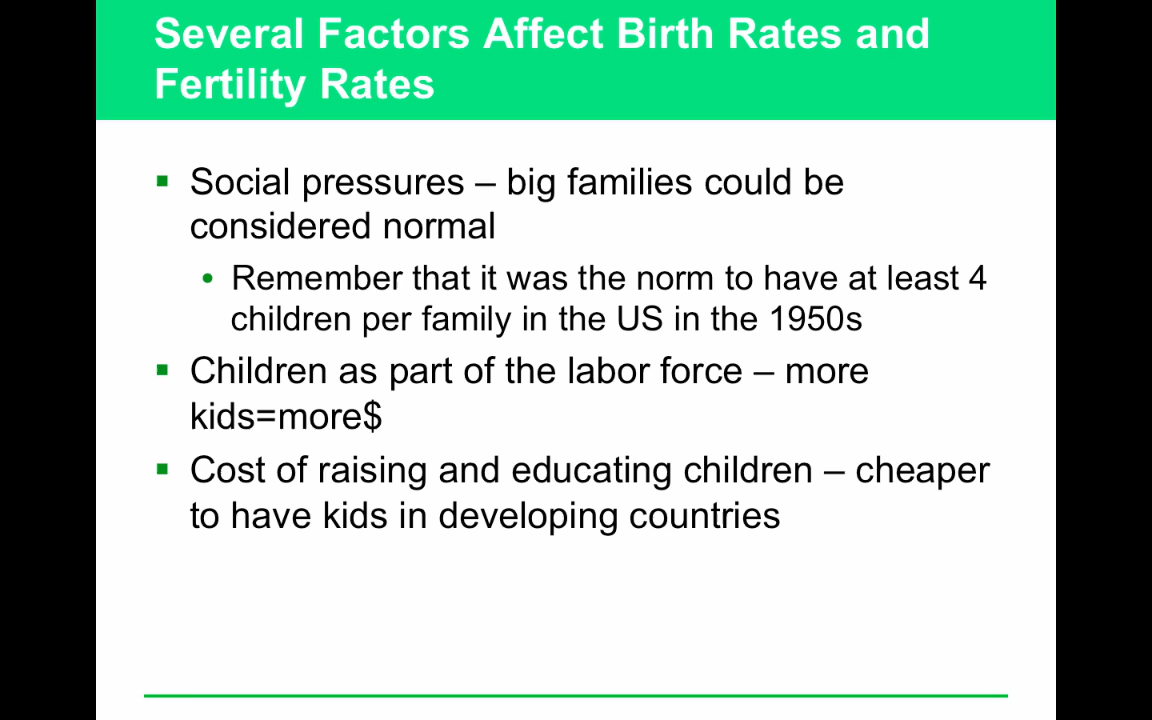 Several Factors Affect Birth Rates and
Fertility Rates
▪ Social pressures – big families could be
considered normal
• Remember that it was the norm to have at least 4
children per family in the US in the 1950s
▪ Children as part of the labor force – more
kids=more$
▪ Cost of raising and educating children – cheaper
to have kids in developing countries